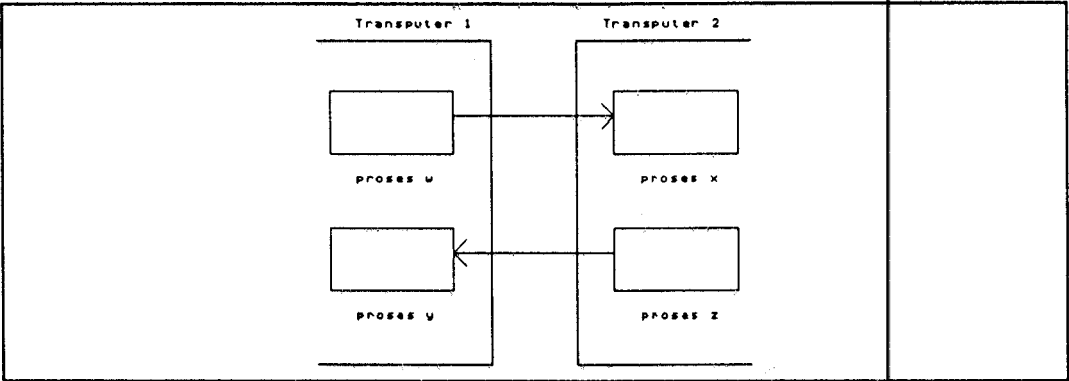 Transputer 1 Transputer 2
proses w proses x
proses y proses z